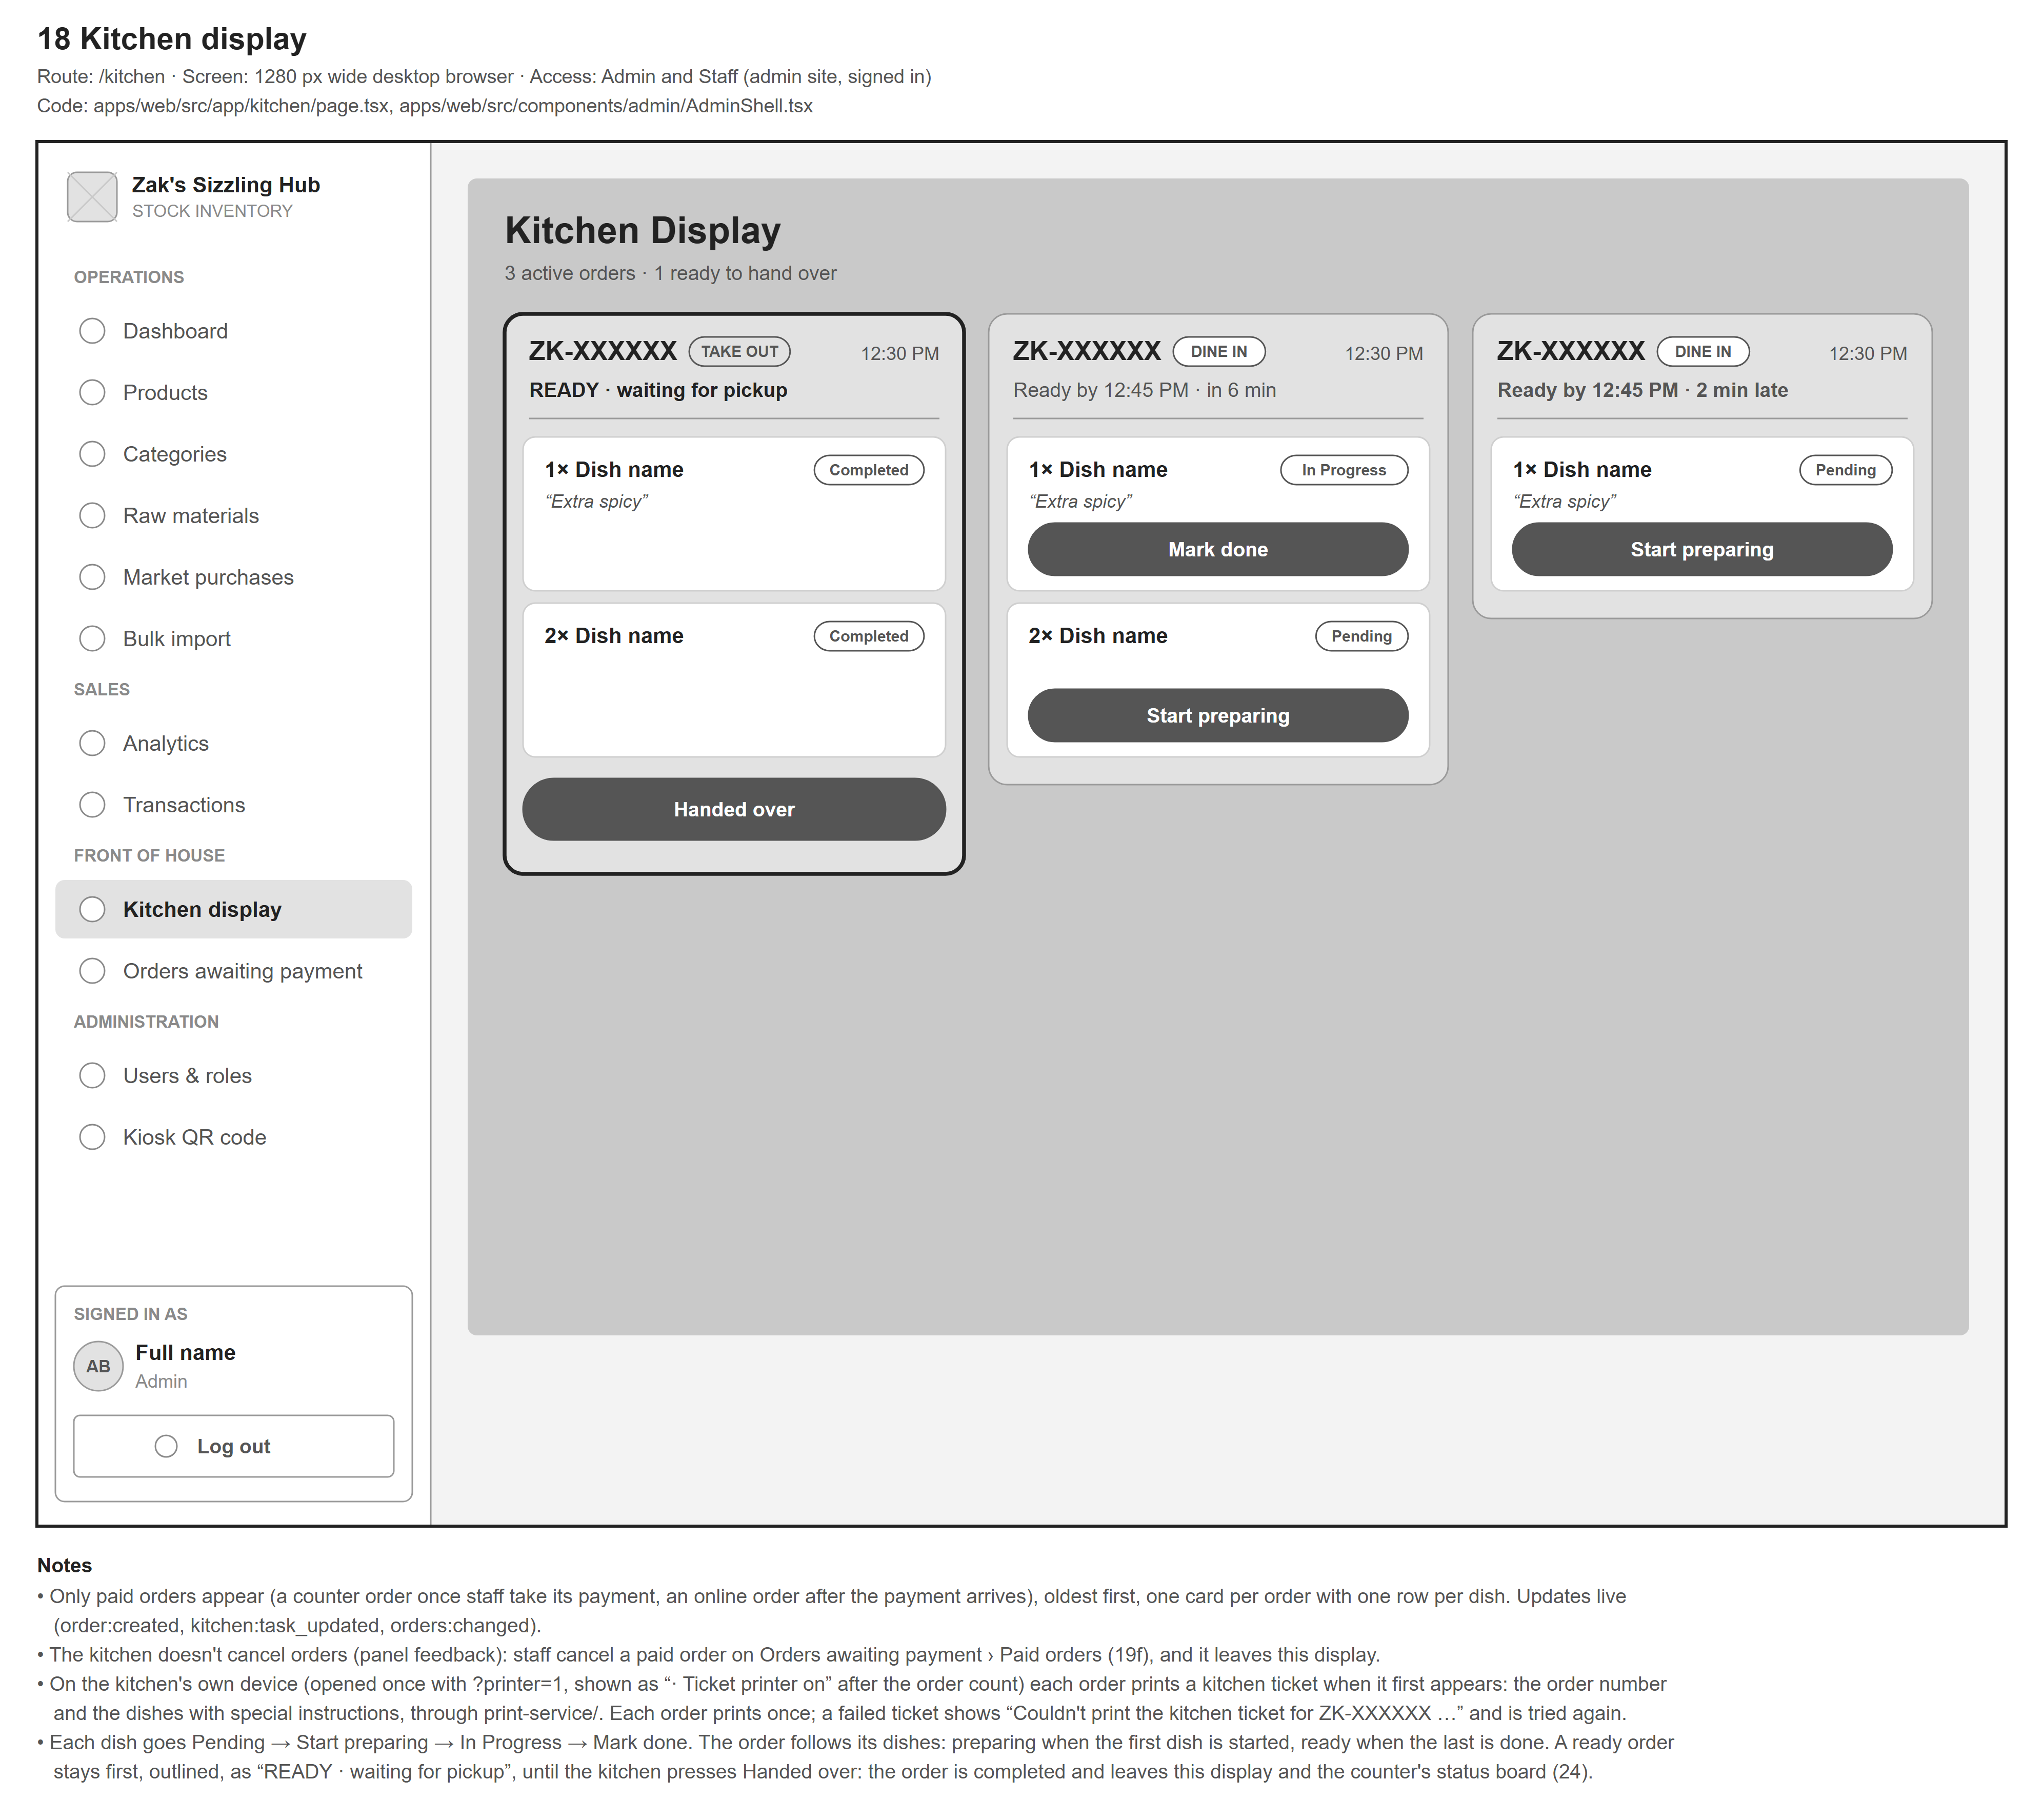 18 Kitchen display
Route: /kitchen · Screen: 1280 px wide desktop browser · Access: Admin and Staff (admin site, signed in)
Code: apps/web/src/app/kitchen/page.tsx, apps/web/src/components/admin/AdminShell.tsx
Zak's Sizzling Hub
STOCK INVENTORY
OPERATIONS
Dashboard
Products
Categories
Raw materials
Market purchases
Bulk import
SALES
Analytics
Transactions
FRONT OF HOUSE
Kitchen display
Orders awaiting payment
ADMINISTRATION
Users & roles
Kiosk QR code
SIGNED IN AS
AB
Full name
Admin
Log out
Kitchen Display
3 active orders · 1 ready to hand over
ZK-XXXXXX TAKE OUT 12:30 PM
READY · waiting for pickup
1× Dish name Completed
“Extra spicy”
2× Dish name Completed
Handed over
ZK-XXXXXX DINE IN 12:30 PM
Ready by 12:45 PM · in 6 min
1× Dish name In Progress
“Extra spicy”
Mark done
2× Dish name Pending
Start preparing
ZK-XXXXXX DINE IN 12:30 PM
Ready by 12:45 PM · 2 min late
1× Dish name Pending
“Extra spicy”
Start preparing
Notes
• Only paid orders appear (a counter order once staff take its payment, an online order after the payment arrives), oldest first, one card per order with one row per dish. Updates live
(order:created, kitchen:task_updated, orders:changed).
• The kitchen doesn't cancel orders (panel feedback): staff cancel a paid order on Orders awaiting payment › Paid orders (19f), and it leaves this display.
• On the kitchen's own device (opened once with ?printer=1, shown as “· Ticket printer on” after the order count) each order prints a kitchen ticket when it first appears: the order number
and the dishes with special instructions, through print-service/. Each order prints once; a failed ticket shows “Couldn't print the kitchen ticket for ZK-XXXXXX …” and is tried again.
• Each dish goes Pending → Start preparing → In Progress → Mark done. The order follows its dishes: preparing when the first dish is started, ready when the last is done. A ready order
stays first, outlined, as “READY · waiting for pickup”, until the kitchen presses Handed over: the order is completed and leaves this display and the counter's status board (24).